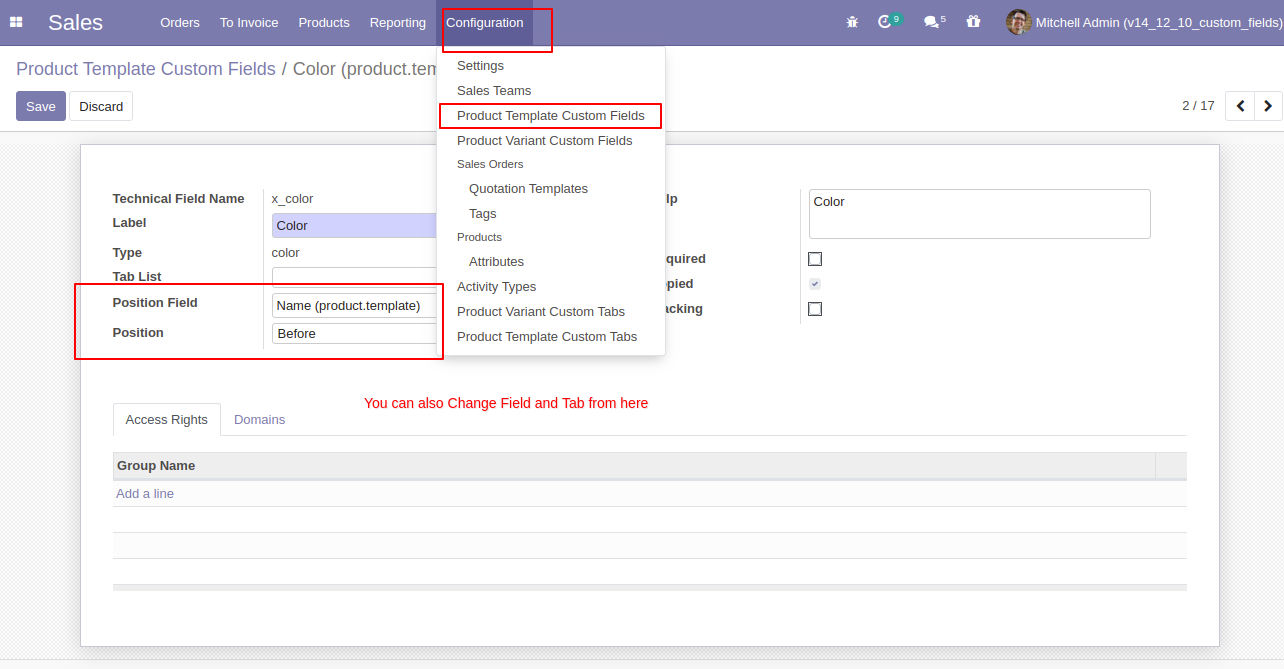 Sales Orders To Invoice Products Reporting Configuration 9 5 Mitchell Admin (v14_12_10_custom_fields)
Product Template Custom Fields / Color (product.tem
Save Discard 2 / 17
Settings
Sales Teams
Product Template Custom Fields
Product Variant Custom Fields
Sales Orders
Quotation Templates
Tags
Products
Attributes
Activity Types
Product Variant Custom Tabs
Product Template Custom Tabs
Technical Field Name x_color
Label Color
Type color
Tab List
Position Field Name (product.template)
Position Before
lp Color
quired
pied
acking
You can also Change Field and Tab from here
Access Rights Domains
Group Name
Add a line